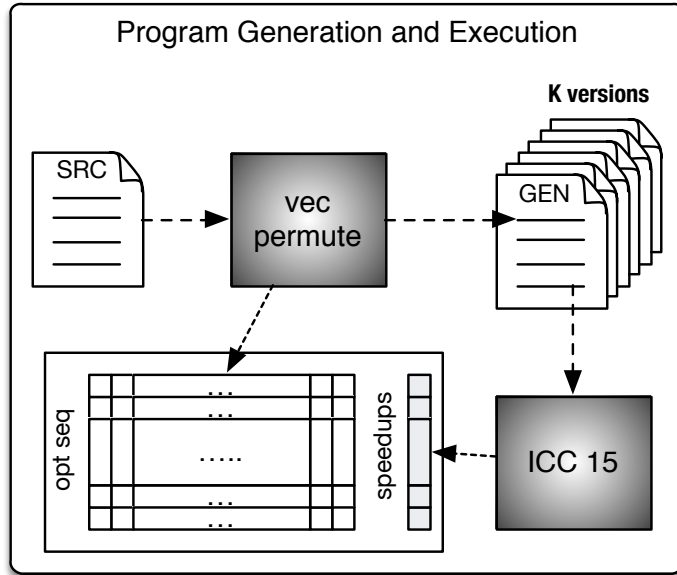 Program Generation and Execution
K versions
SRC
vec
permute
GEN
opt seq
...
...
.....
...
...
speedups
ICC 15